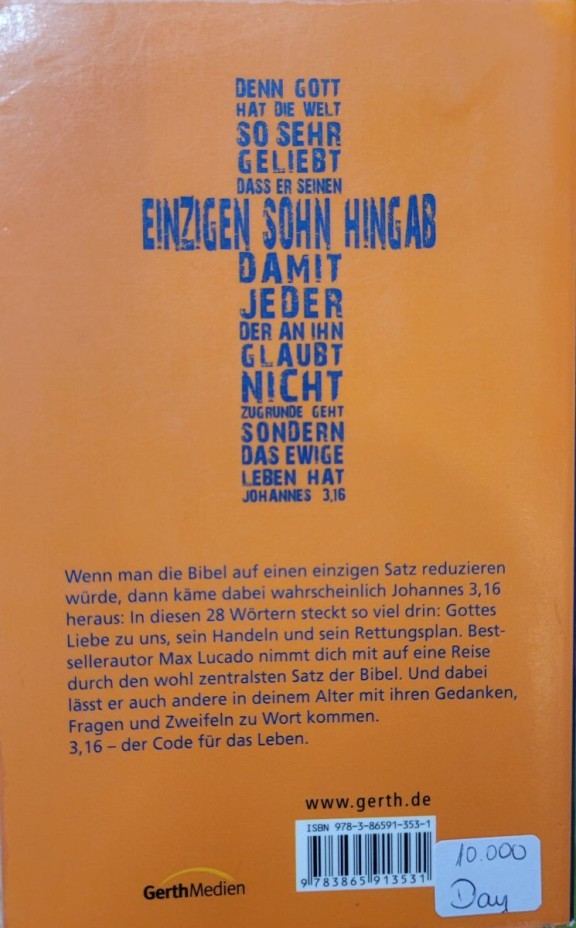 DENN GOTT
HAT DIE WELT
SO SEHR
GELIEBT
DASS ER SEINEN
EINZIGEN SOHN HINGAB
DAMIT
JEDER
DER AN IHN
GLAUBT
NICHT
ZUGRUNDE GEHT
SONDERN
DAS EWIGE
LEBEN HAT
JOHANNES 3,16
Wenn man die Bibel auf einen einzigen Satz reduzieren
würde, dann käme dabei wahrscheinlich Johannes 3,16
heraus: In diesen 28 Wörtern steckt so viel drin: Gottes
Liebe zu uns, sein Handeln und sein Rettungsplan. Best-
sellerautor Max Lucado nimmt dich mit auf eine Reise
durch den wohl zentralsten Satz der Bibel. Und dabei
lässt er auch andere in deinem Alter mit ihren Gedanken,
Fragen und Zweifeln zu Wort kommen.
3,16 – der Code für das Leben.
www.gerth.de
ISBN 978-3-86591-353-1
9 783865 913531
GerthMedien
10.000
Day